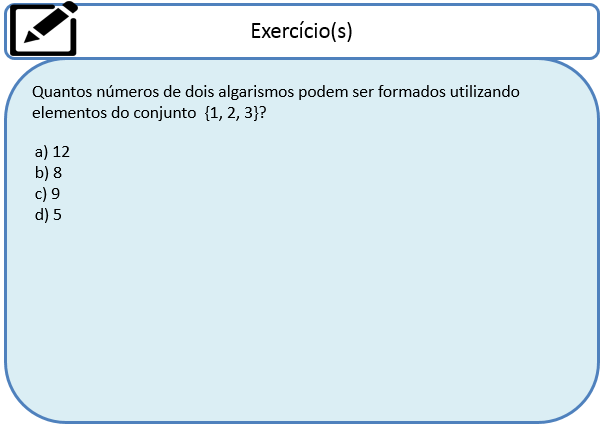 Exercício(s)
Quantos números de dois algarismos podem ser formados utilizando
elementos do conjunto {1, 2, 3}?
a) 12
b) 8
c) 9
d) 5